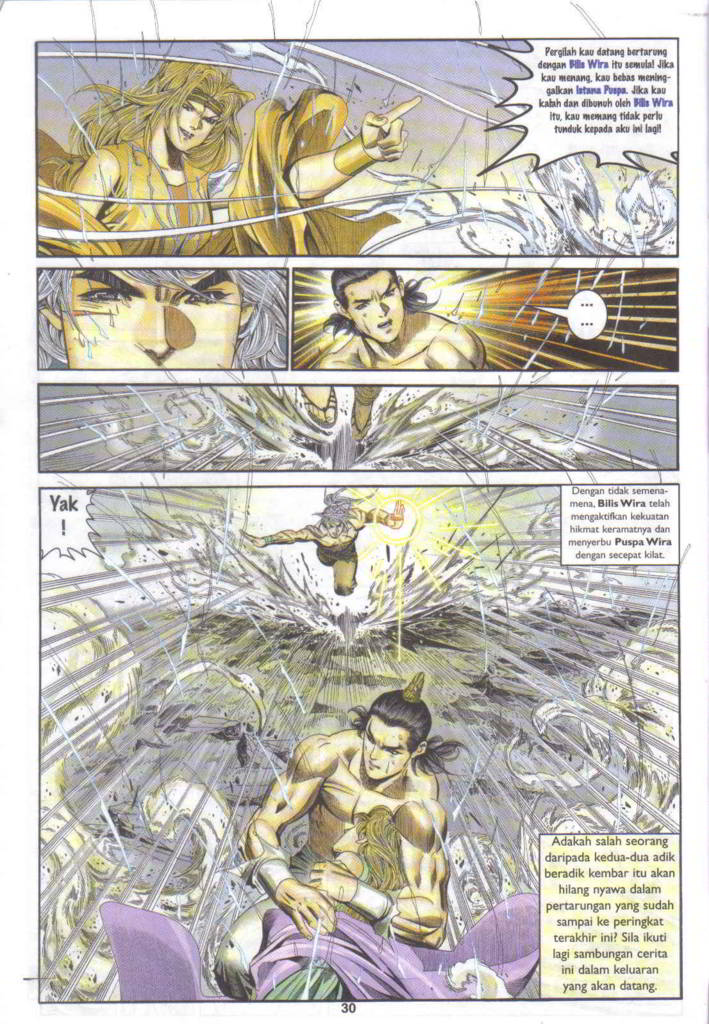 Pergilah kau datang bertarung
dengan Bilis Wira itu semula! Jika
kau menang, kau bebas mening-
galkan Istana Puspa. Jika kau
kalah dan dibunuh oleh Bilis Wira
itu, kau memang tidak perlu
tunduk kepada aku ini lagi!
...
...
Yak
!
Dengan tidak semena-
mena, Bilis Wira telah
mengaktifkan kekuatan
hikmat keramatnya dan
menyerbu Puspa Wira
dengan secepat kilat.
Adakah salah seorang
daripada kedua-dua adik
beradik kembar itu akan
hilang nyawa dalam
pertarungan yang sudah
sampai ke peringkat
terakhir ini? Sila ikuti
lagi sambungan cerita
ini dalam keluaran
yang akan datang.
30